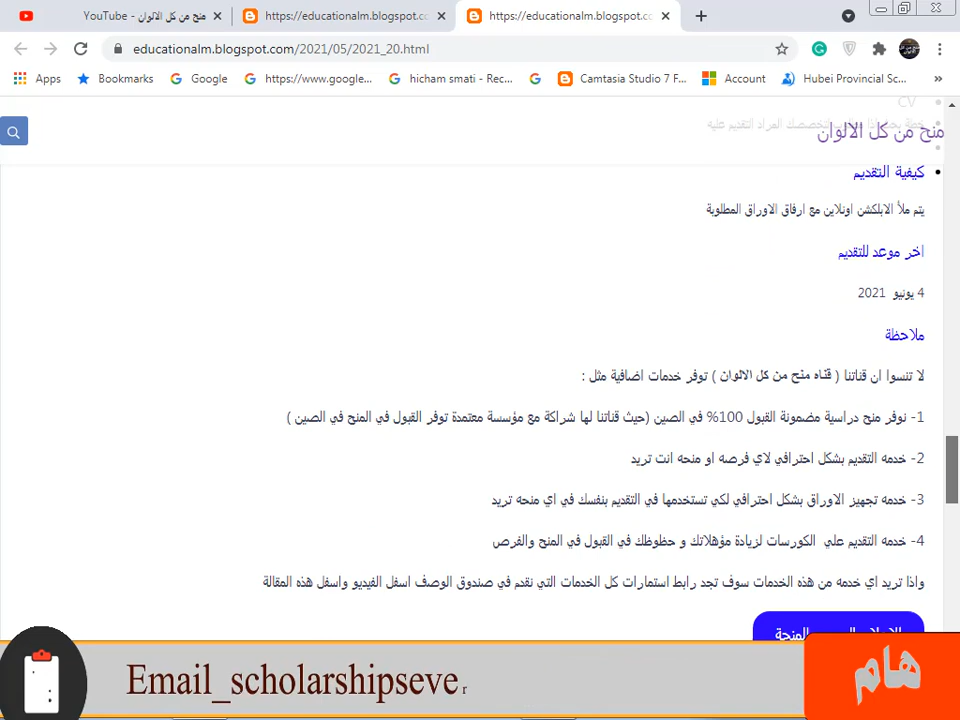 YouTube - منح من كل الالوان
https://educationalm.blogspot.cc
https://educationalm.blogspot.cc
educationalm.blogspot.com/2021/05/2021_20.html
Apps
Bookmarks
Google
https://www.google...
hicham smati - Rec...
Camtasia Studio 7 F...
Account
Hubei Provincial Sc...
»
CV
منح من كل الالوان
كيفية التقديم
يتم ملأ الابلكشن اونلاين مع ارفاق الاوراق المطلوبة
اخر موعد للتقديم
4 يونيو 2021
ملاحظة
لا تنسوا ان قناتنا ( قناه منح من كل الالوان ) توفر خدمات اضافية مثل :
1- نوفر منح دراسية مضمونة القبول 100% في الصين (حيث قناتنا لها شراكة مع مؤسسة معتمدة توفر القبول في المنح في الصين )
2- خدمه التقديم بشكل احترافي لاي فرصه او منحه انت تريد
3- خدمه تجهيز الاوراق بشكل احترافي لكي تستخدمها في التقديم بنفسك في اي منحه تريد
4- خدمه التقديم علي الكورسات لزيادة مؤهلاتك و حظوظك في القبول في المنح والفرص
واذا تريد اي خدمه من هذه الخدمات سوف تجد رابط استمارات كل الخدمات التي نقدم في صندوق الوصف اسفل الفيديو واسفل هذه المقالة
Email_scholarshipsever
هام